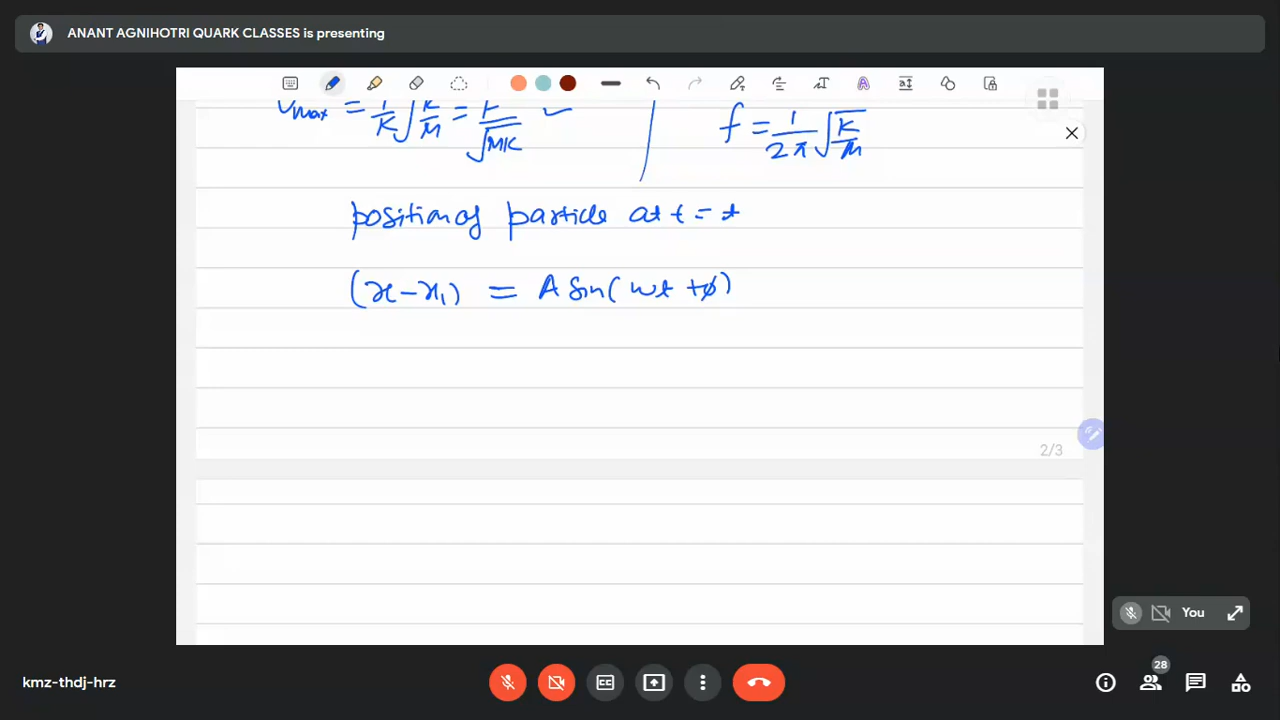 ANANT AGNIHOTRI QUARK CLASSES is presenting
f = 1/2π √K/M
position of particle at t = t
(x - x₁) = A Sin( ωt + ϕ)
2/3
You
kmz-thdj-hrz
CC
28